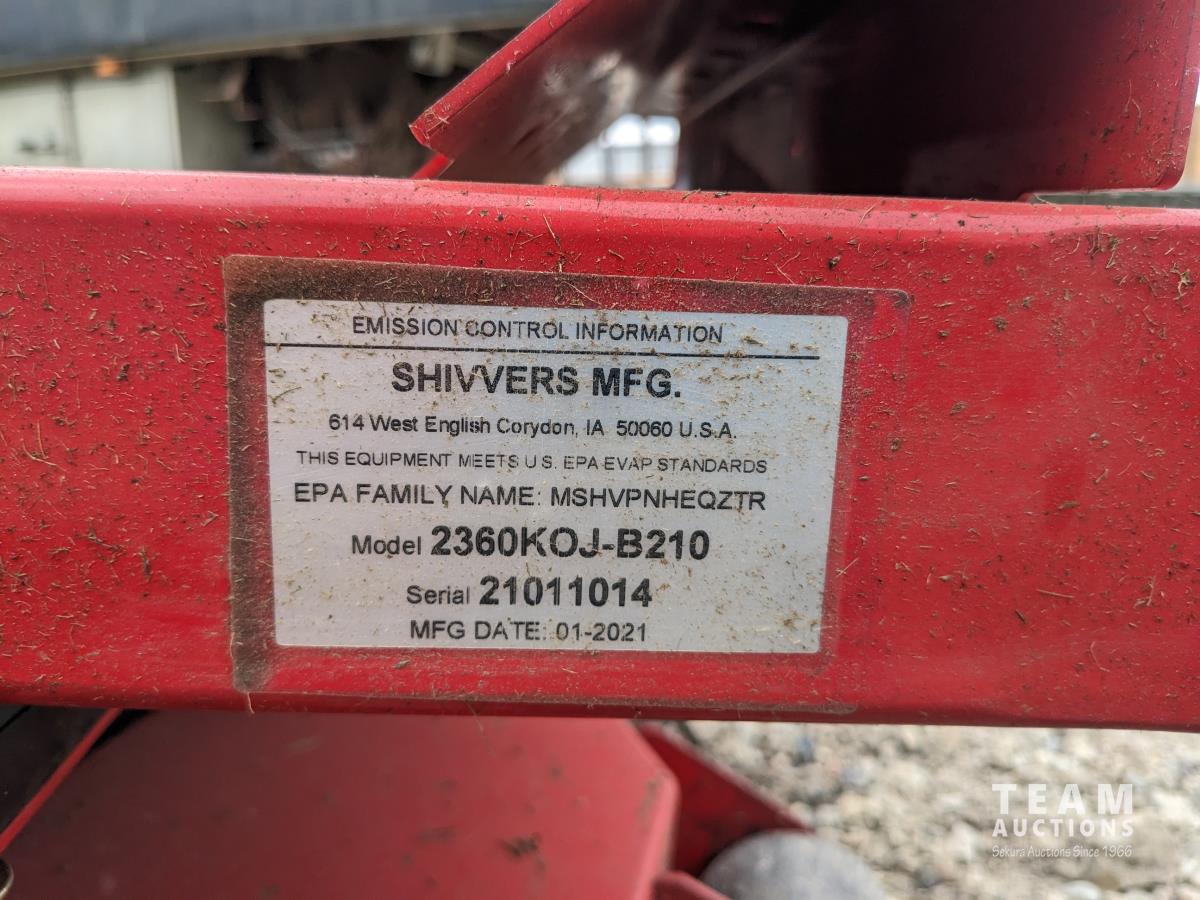 EMISSION CONTROL INFORMATION
SHIVVERS MFG.
614 West English Corydon, IA 50060 U.S.A.
THIS EQUIPMENT MEETS U.S. EPA EVAP STANDARDS
EPA FAMILY NAME: MSHVPNHEQZTR
Model 2360KOJ-B210
Serial 21011014
MFG DATE: 01-2021
TEAM
AUCTIONS
Sekura Auctions Since 1966